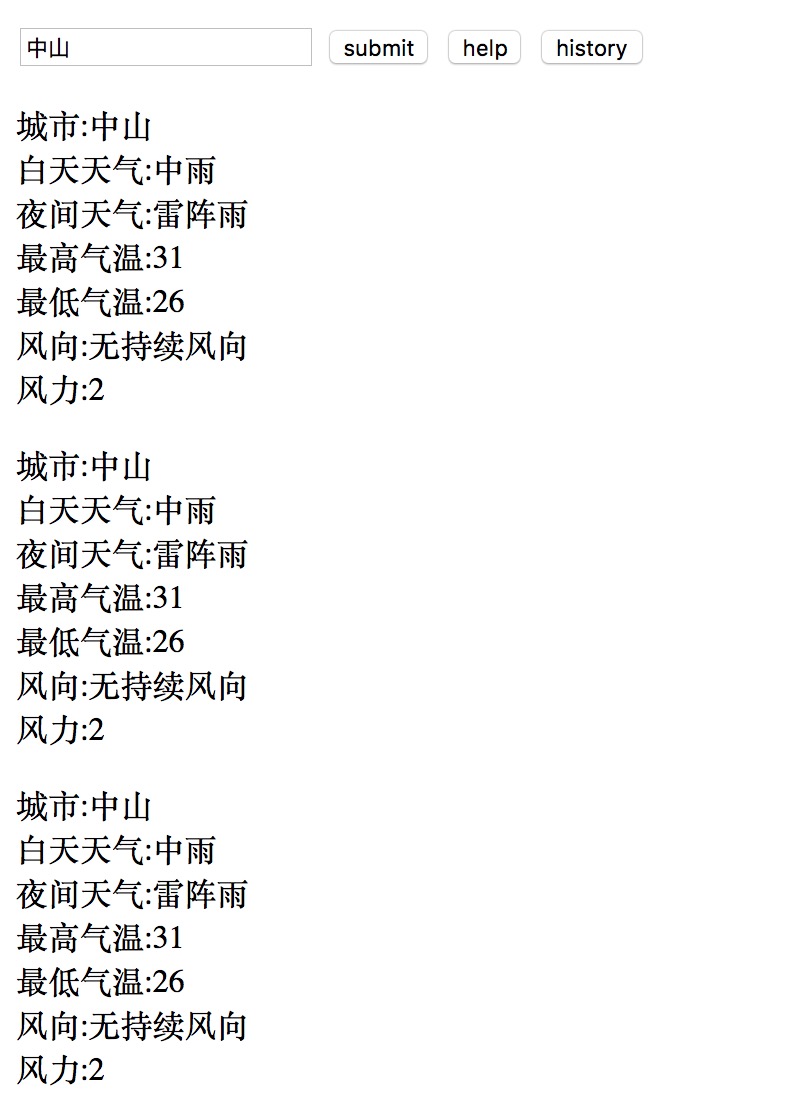 中山 submit help history
城市:中山
白天天气:中雨
夜间天气:雷阵雨
最高气温:31
最低气温:26
风向:无持续风向
风力:2
城市:中山
白天天气:中雨
夜间天气:雷阵雨
最高气温:31
最低气温:26
风向:无持续风向
风力:2
城市:中山
白天天气:中雨
夜间天气:雷阵雨
最高气温:31
最低气温:26
风向:无持续风向
风力:2